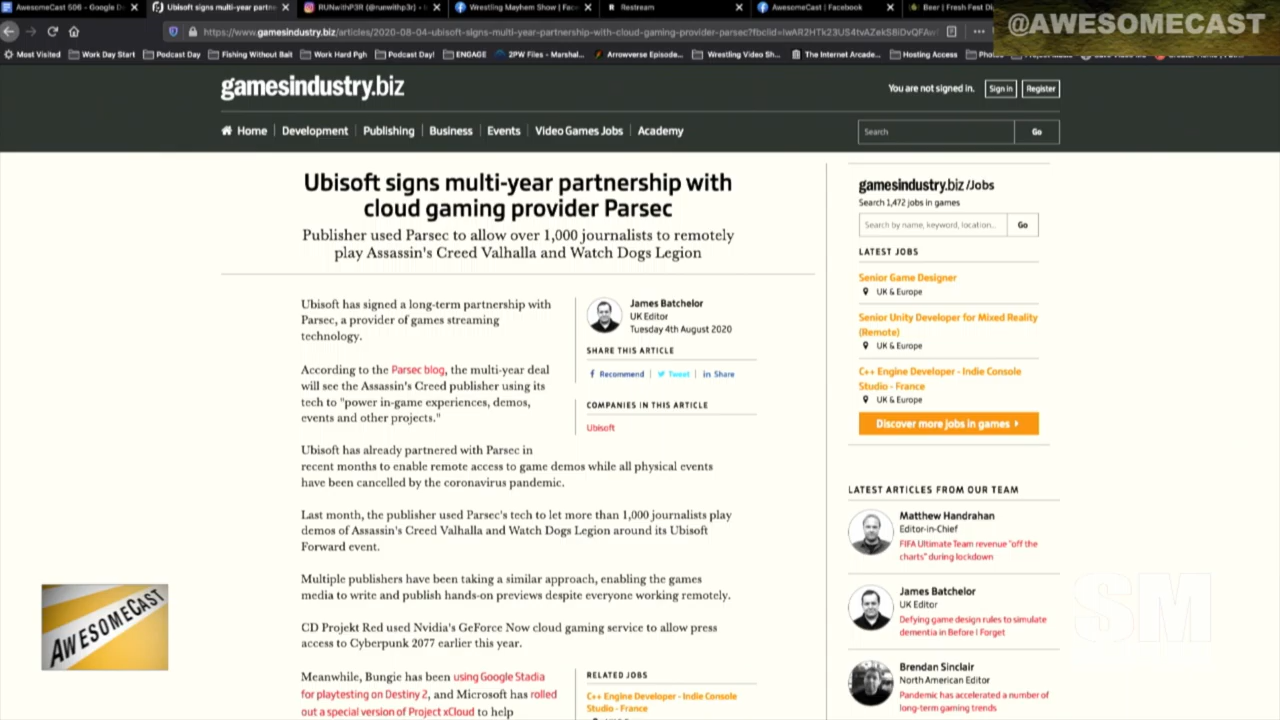 AwesomeCast 506 - Google D
Ubisoft signs multi-year partne
RUNwithP3R (@runwithp3r) •
Wrestling Mayhem Show | Fac
Restream
AwesomeCast | Facebook
Beer | Fresh Fest Di
@AWESOMECAST
https://www.gamesindustry.biz/articles/2020-08-04-ubisoft-signs-multi-year-partnership-with-cloud-gaming-provider-parsec?fbclid=
Most Visited
Work Day Start
Podcast Day
Fishing Without Bait
Work Hard Pgh
Podcast Day!
ENGAGE
2PW Files - Marshal...
Arrowverse Episode...
Wrestling Video Sh...
The Internet Arcade...
Hosting Access
gamesindustry.biz
You are not signed in.
Sign in
Register
Home
Development
Publishing
Business
Events
Video Games Jobs
Academy
Search
Go
Ubisoft signs multi-year partnership with
cloud gaming provider Parsec
Publisher used Parsec to allow over 1,000 journalists to remotely
play Assassin's Creed Valhalla and Watch Dogs Legion
Ubisoft has signed a long-term partnership with
Parsec, a provider of games streaming
technology.
According to the Parsec blog, the multi-year deal
will see the Assassin's Creed publisher using its
tech to "power in-game experiences, demos,
events and other projects."
James Batchelor
UK Editor
Tuesday 4th August 2020
SHARE THIS ARTICLE
Recommend
Tweet
in Share
COMPANIES IN THIS ARTICLE
Ubisoft
Ubisoft has already partnered with Parsec in
recent months to enable remote access to game demos while all physical events
have been cancelled by the coronavirus pandemic.
Last month, the publisher used Parsec's tech to let more than 1,000 journalists play
demos of Assassin's Creed Valhalla and Watch Dogs Legion around its Ubisoft
Forward event.
Multiple publishers have been taking a similar approach, enabling the games
media to write and publish hands-on previews despite everyone working remotely.
CD Projekt Red used Nvidia's GeForce Now cloud gaming service to allow press
access to Cyberpunk 2077 earlier this year.
Meanwhile, Bungie has been using Google Stadia
for playtesting on Destiny 2, and Microsoft has rolled
out a special version of Project xCloud to help
RELATED JOBS
C++ Engine Developer - Indie Console
Studio - France
gamesindustry.biz/Jobs
Search 1,472 jobs in games
Search by name, keyword, location...
Go
LATEST JOBS
Senior Game Designer
UK & Europe
Senior Unity Developer for Mixed Reality
(Remote)
UK & Europe
C++ Engine Developer - Indie Console
Studio - France
UK & Europe
Discover more jobs in games
LATEST ARTICLES FROM OUR TEAM
Matthew Handrahan
Editor-in-Chief
FIFA Ultimate Team revenue "off the
charts" during lockdown
James Batchelor
UK Editor
Defying game design rules to simulate
dementia in Before I Forget
Brendan Sinclair
North American Editor
Pandemic has accelerated a number of
long-term gaming trends
AWESOMECAST
SM